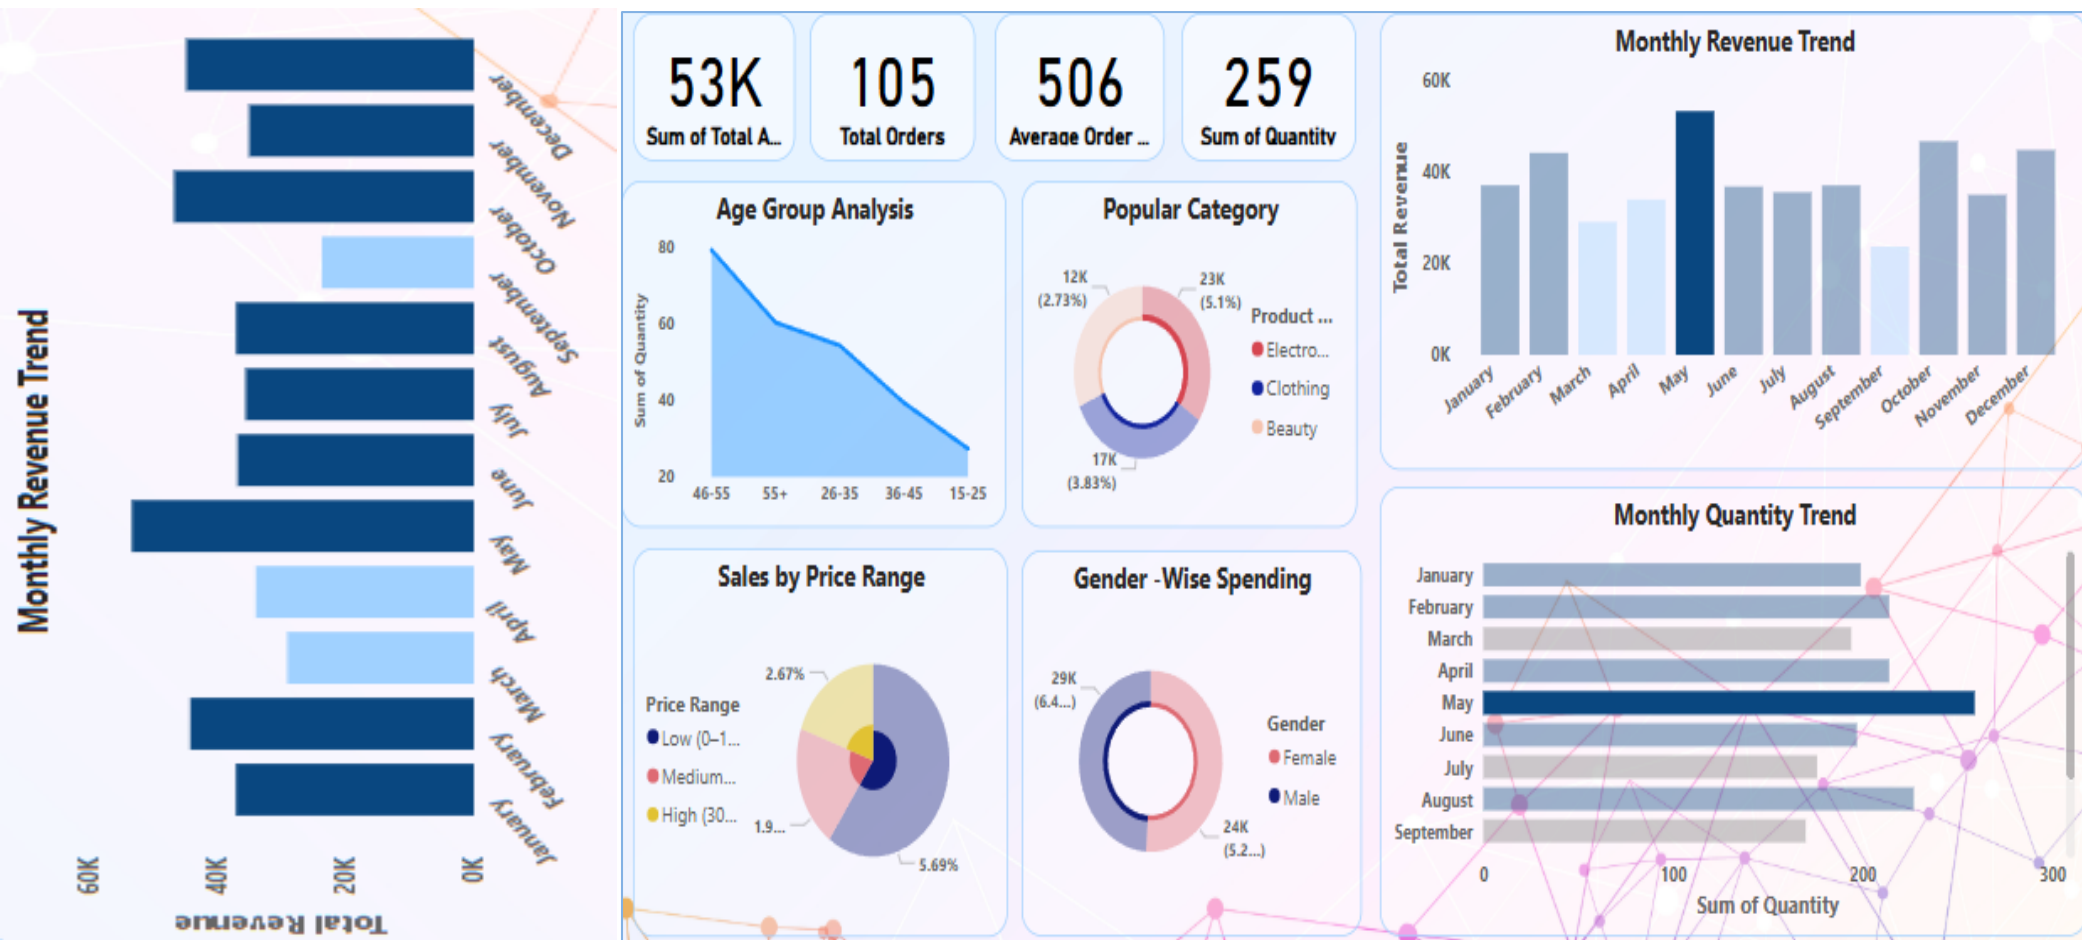 Monthly Revenue Trend
December
November
October
September
August
July
June
May
April
March
February
January
60K
40K
20K
0K
Total Revenue
53K
Sum of Total A...
105
Total Orders
506
Average Order ...
259
Sum of Quantity
Age Group Analysis
Sum of Quantity
80
60
40
20
46-55
55+
26-35
36-45
15-25
Popular Category
12K
(2.73%)
23K
(5.1%)
17K
(3.83%)
Product ...
Electro...
Clothing
Beauty
Sales by Price Range
Price Range
Low (0–1...
Medium...
High (30...
2.67%
1.9...
5.69%
Gender -Wise Spending
29K
(6.4...)
24K
(5.2...)
Gender
Female
Male
Monthly Revenue Trend
Total Revenue
60K
40K
20K
0K
January
February
March
April
May
June
July
August
September
October
November
December
Monthly Quantity Trend
January
February
March
April
May
June
July
August
September
0
100
200
300
Sum of Quantity